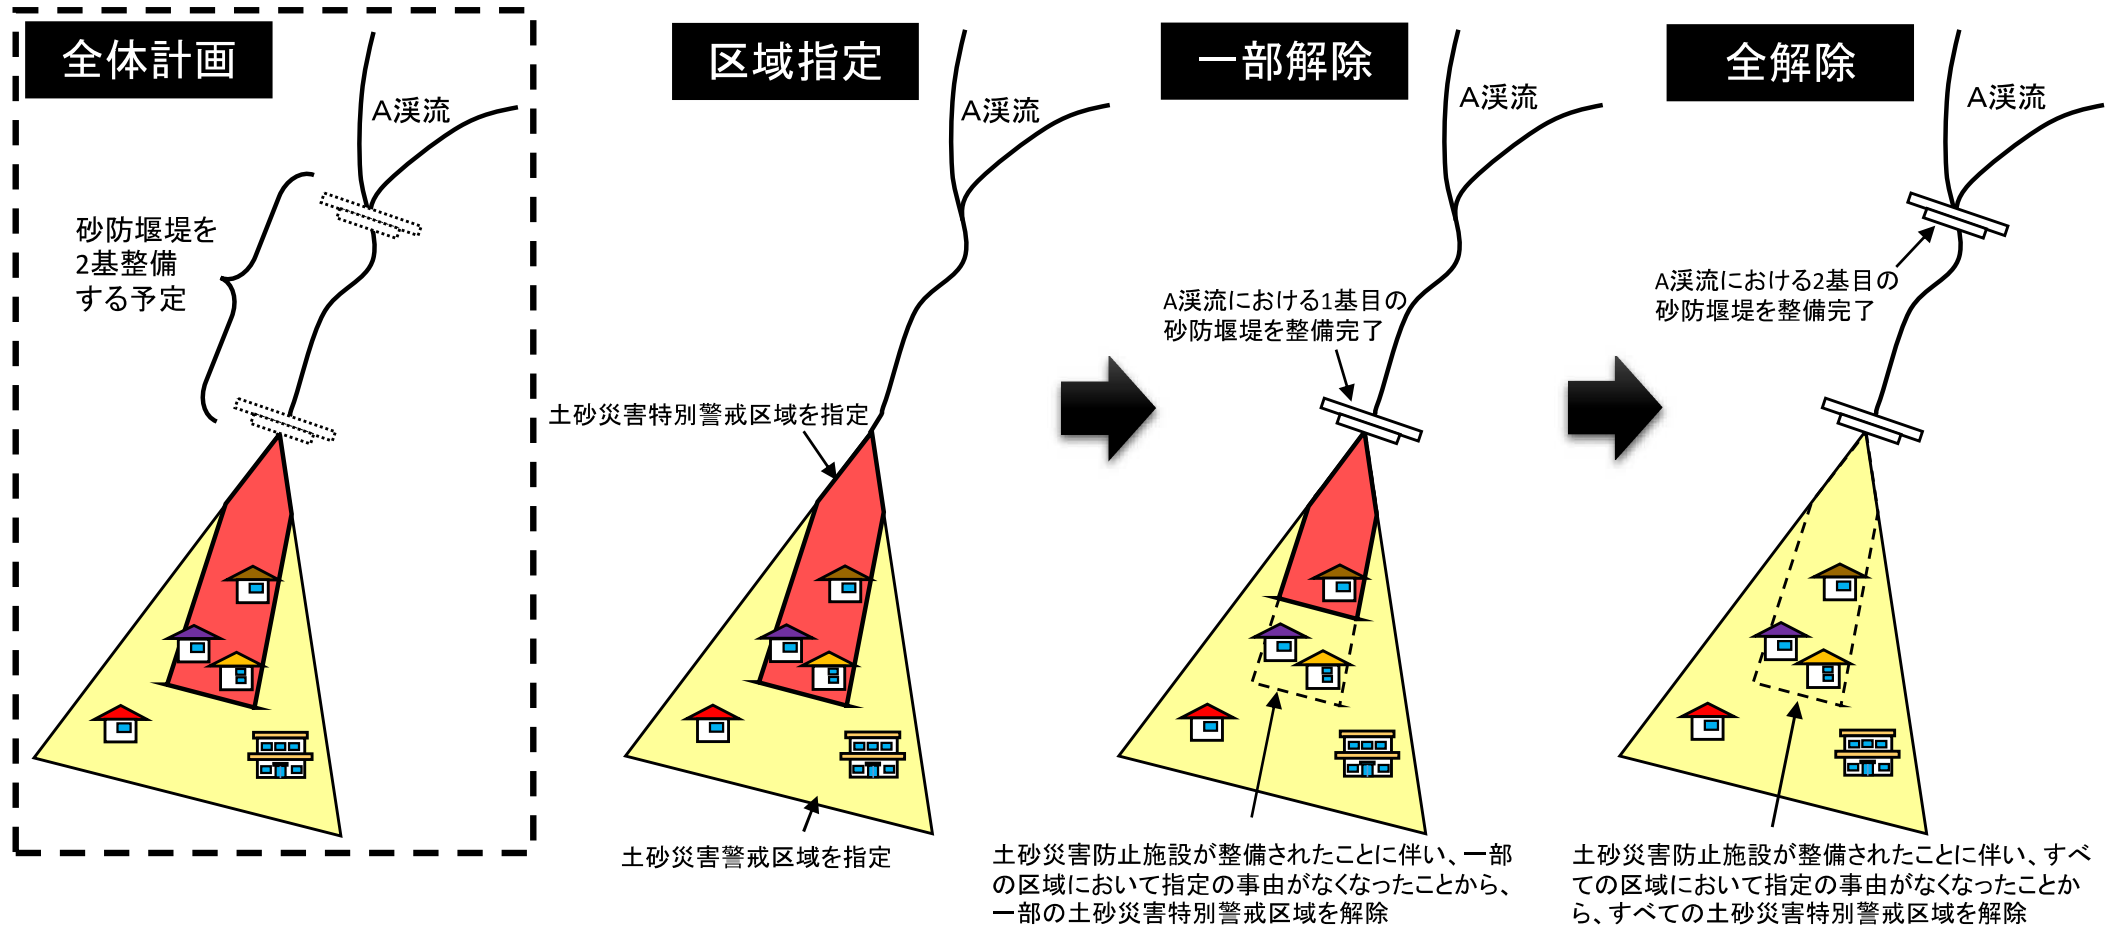 全体計画
A渓流
砂防堰堤を
2基整備
する予定
区域指定
A渓流
土砂災害特別警戒区域を指定
土砂災害警戒区域を指定
一部解除
A渓流
A渓流における1基目の
砂防堰堤を整備完了
土砂災害防止施設が整備されたことに伴い、一部
の区域において指定の事由がなくなったことから、
一部の土砂災害特別警戒区域を解除
全解除
A渓流
A渓流における2基目の
砂防堰堤を整備完了
土砂災害防止施設が整備されたことに伴い、すべ
ての区域において指定の事由がなくなったことか
ら、すべての土砂災害特別警戒区域を解除